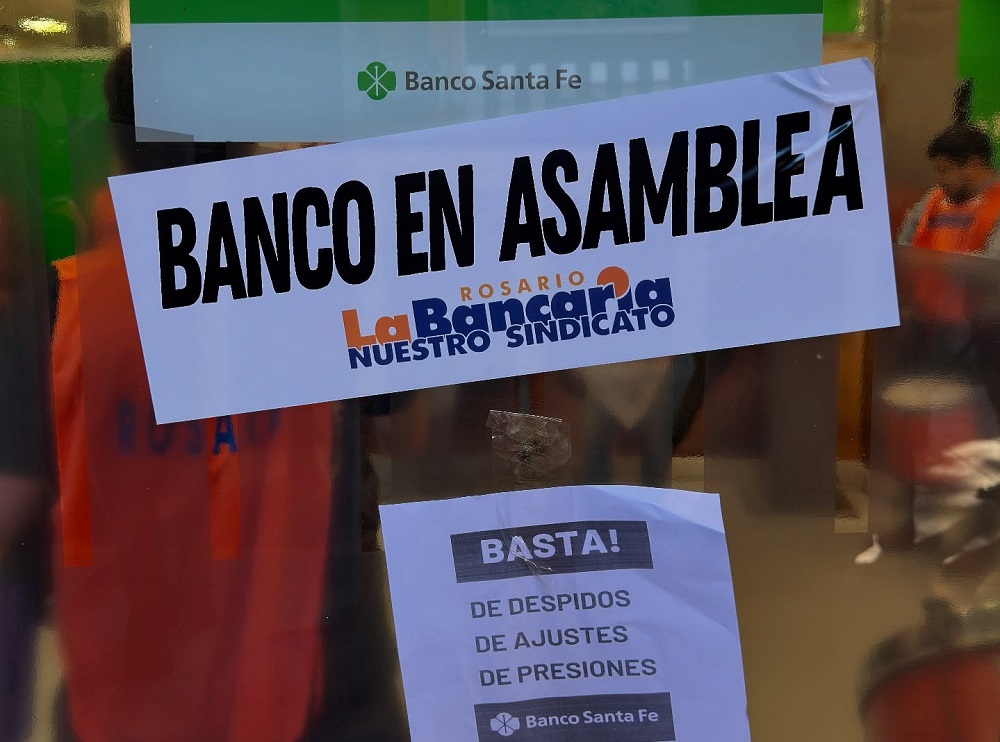 Banco Santa Fe
BANCO EN ASAMBLEA
ROSARIO
La Bancaria
NUESTRO SINDICATO
ROSARIO
BASTA!
DE DESPIDOS
DE AJUSTES
DE PRESIONES
Banco Santa Fe